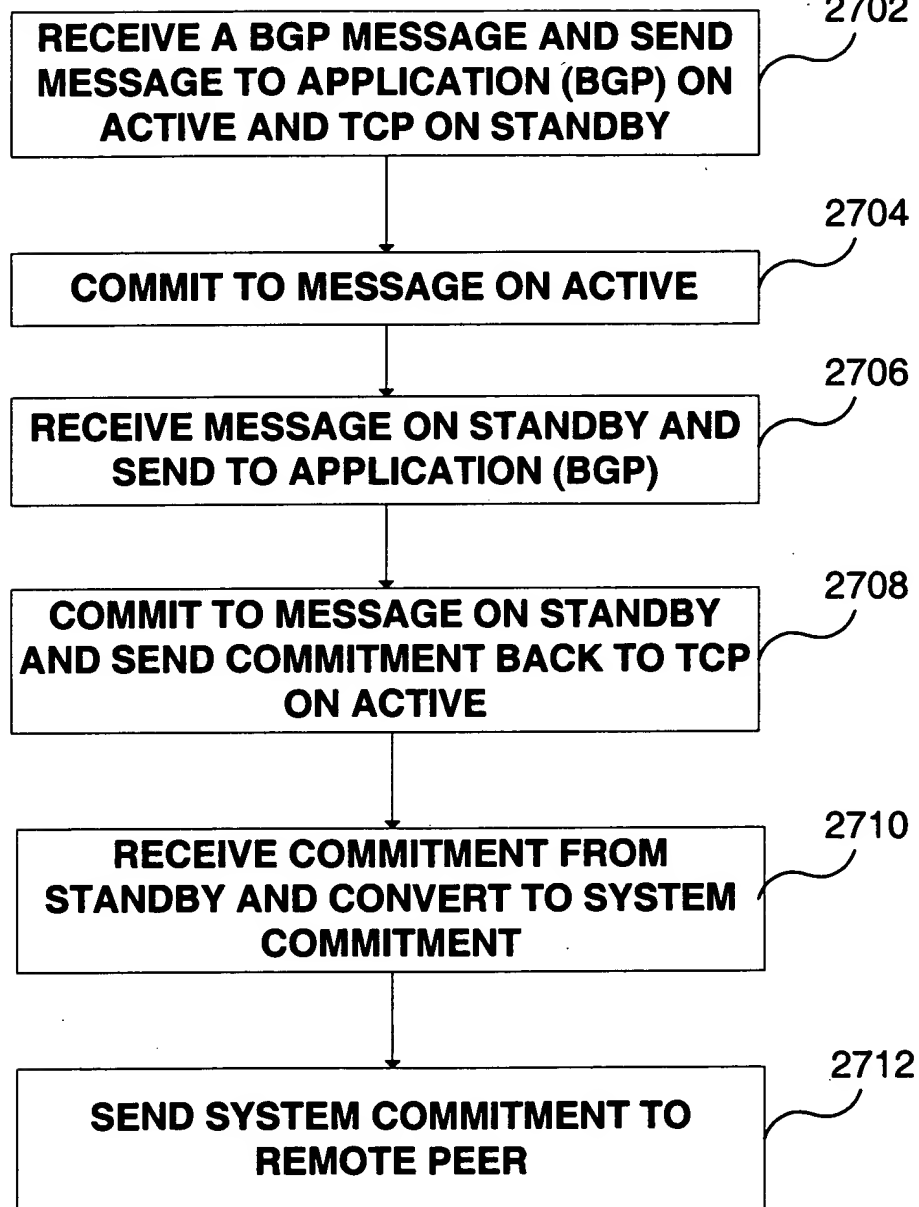 2702
RECEIVE A BGP MESSAGE AND SEND
MESSAGE TO APPLICATION (BGP) ON
ACTIVE AND TCP ON STANDBY
2704
COMMIT TO MESSAGE ON ACTIVE
2706
RECEIVE MESSAGE ON STANDBY AND
SEND TO APPLICATION (BGP)
2708
COMMIT TO MESSAGE ON STANDBY
AND SEND COMMITMENT BACK TO TCP
ON ACTIVE
2710
RECEIVE COMMITMENT FROM
STANDBY AND CONVERT TO SYSTEM
COMMITMENT
2712
SEND SYSTEM COMMITMENT TO
REMOTE PEER